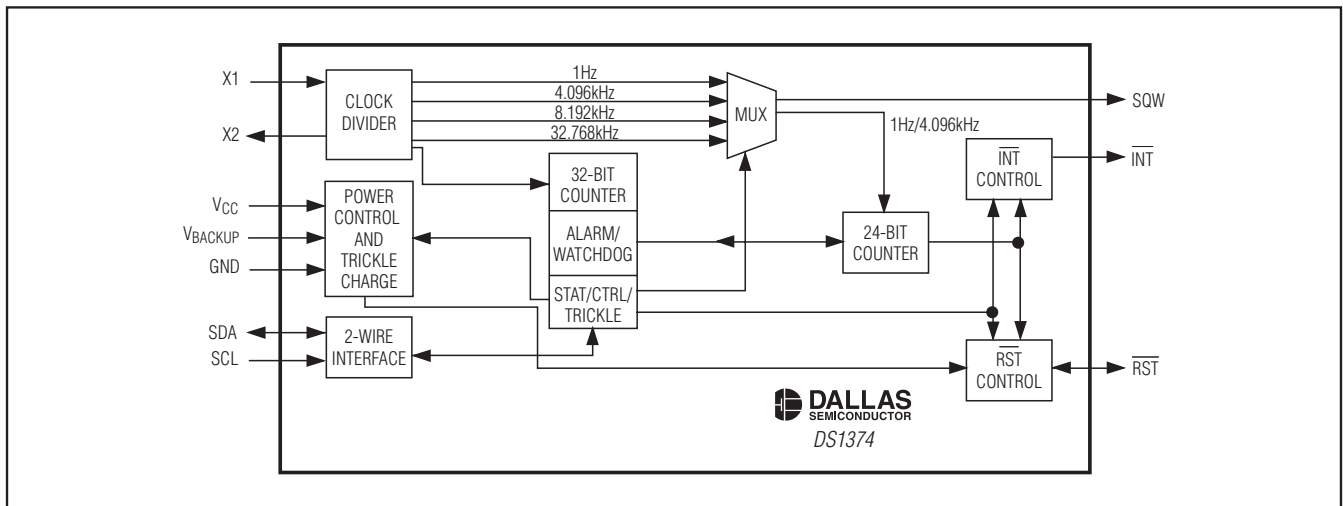 X1
X2
VCC
VBACKUP
GND
SDA
SCL
CLOCK
DIVIDER
1Hz
4.096kHz
8.192kHz
32.768kHz
MUX
SQW
1Hz/4.096kHz
INT
CONTROL
INT
POWER
CONTROL
AND
TRICKLE
CHARGE
32-BIT
COUNTER
ALARM/
WATCHDOG
STAT/CTRL/
TRICKLE
24-BIT
COUNTER
2-WIRE
INTERFACE
RST
CONTROL
RST
DALLAS
SEMICONDUCTOR
DS1374